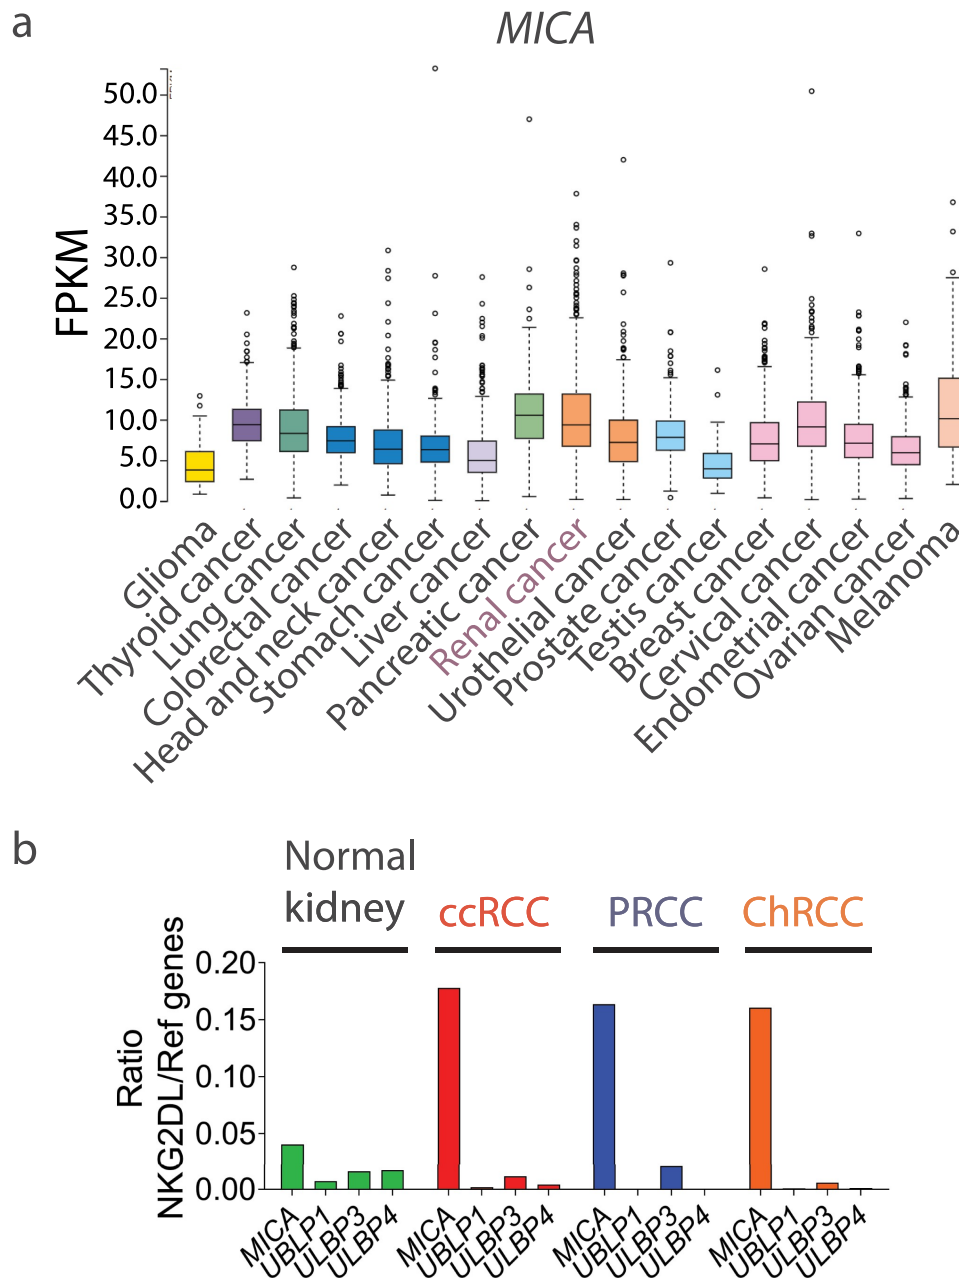 a
MICA
50.0
45.0
40.0
35.0
30.0
25.0
20.0
15.0
10.0
5.0
0.0
FPKM
Glioma
Thyroid cancer
Lung cancer
Colorectal cancer
Head and neck cancer
Stomach cancer
Liver cancer
Pancreatic cancer
Renal cancer
Urothelial cancer
Prostate cancer
Testis cancer
Breast cancer
Cervical cancer
Endometrial cancer
Ovarian cancer
Melanoma
b
Normal
kidney
ccRCC
PRCC
ChRCC
Ratio
NKG2DL/Ref genes
0.20
0.15
0.10
0.05
0.00
MICA
UBLP1
ULBP3
ULBP4
MICA
UBLP1
ULBP3
ULBP4
MICA
UBLP1
ULBP3
ULBP4
MICA
UBLP1
ULBP3
ULBP4